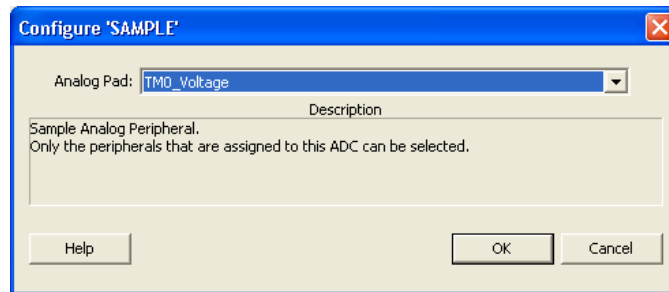 Configure 'SAMPLE'
Analog Pad: TM0_Voltage
Description
Sample Analog Peripheral.
Only the peripherals that are assigned to this ADC can be selected.
Help OK Cancel